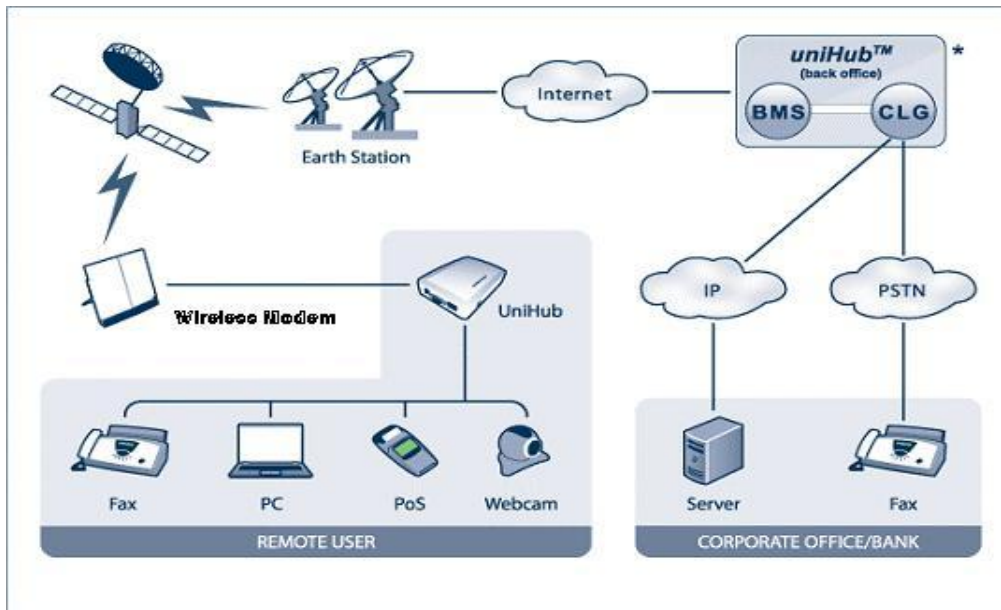 uniHub™ *
(back office)
BMS CLG
Internet
Earth Station
IP
PSTN
UniHub
Wireless Modem
Fax
PC
PoS
Webcam
Server
Fax
REMOTE USER
CORPORATE OFFICE/BANK